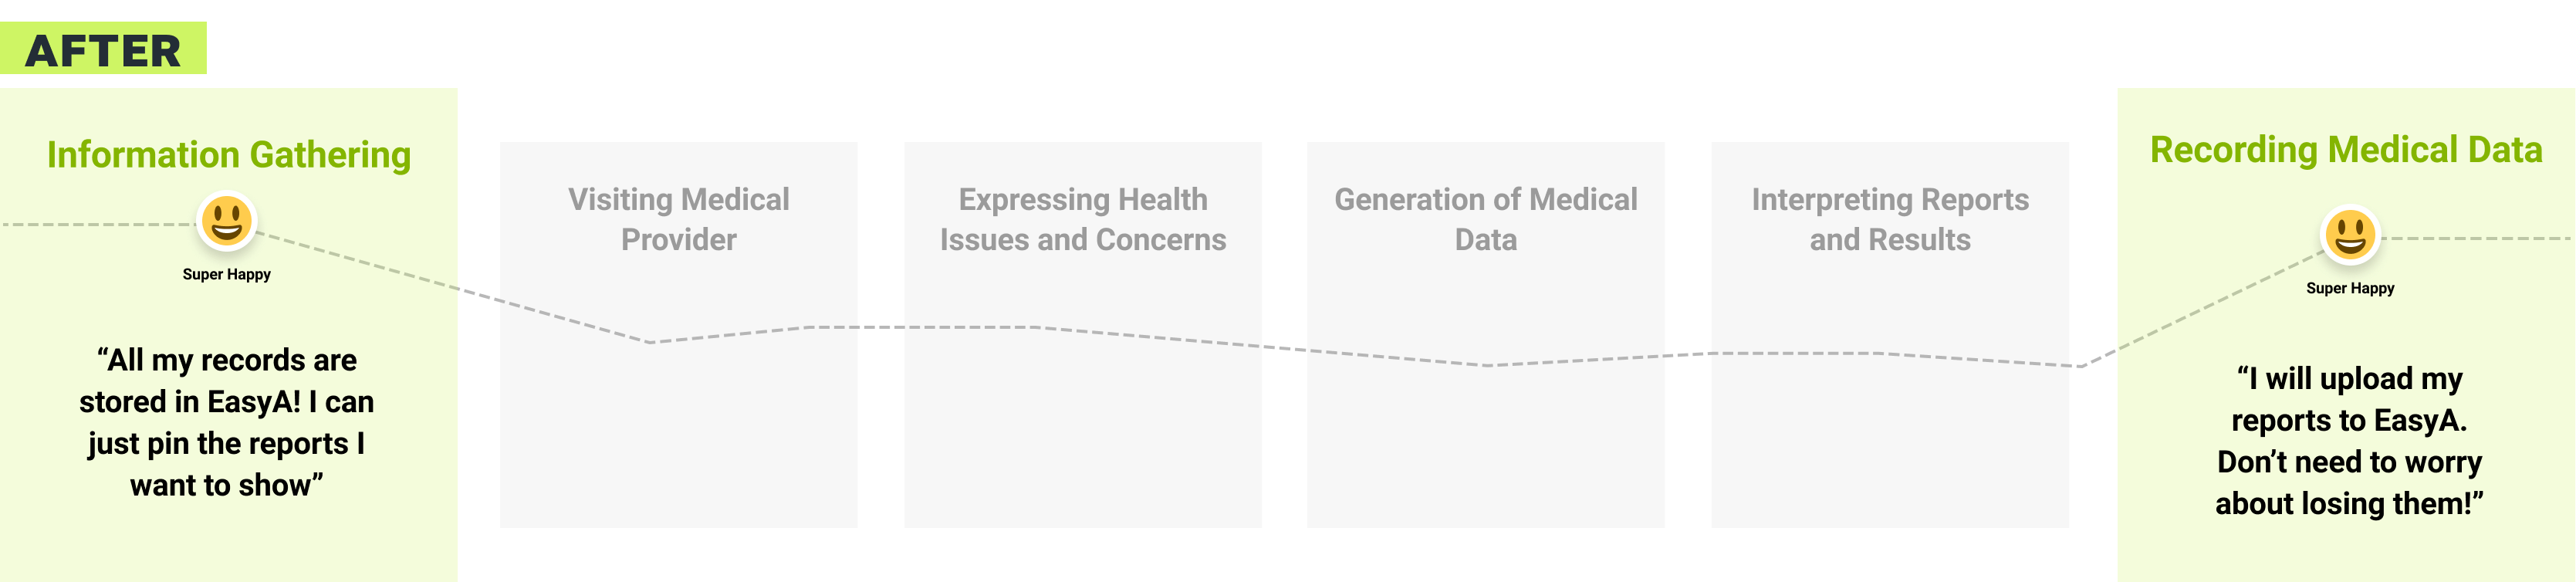 AFTER
Information Gathering
Super Happy
“All my records are
stored in EasyA! I can
just pin the reports I
want to show”
Visiting Medical
Provider
Expressing Health
Issues and Concerns
Generation of Medical
Data
Interpreting Reports
and Results
Recording Medical Data
Super Happy
“I will upload my
reports to EasyA.
Don’t need to worry
about losing them!”